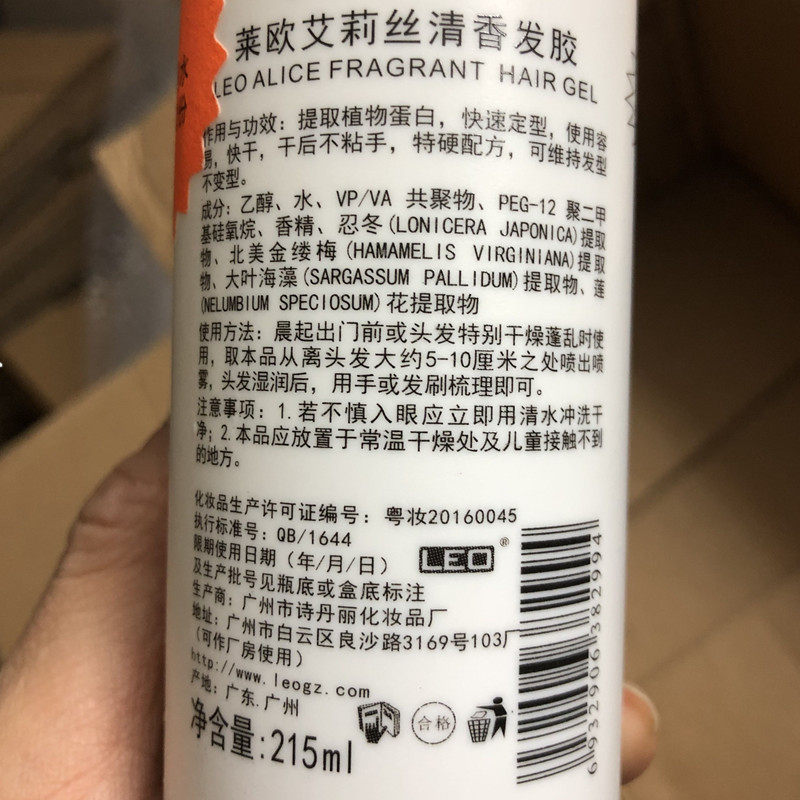 水
莱欧艾莉丝清香发胶
LEO ALICE FRAGRANT HAIR GEL
作用与功效：提取植物蛋白，快速定型，使用容
易，快干，干后不粘手，特硬配方，可维持发型
不变型。
成分：乙醇、水、VP/VA 共聚物、PEG-12 聚二甲
基硅氧烷、香精、忍冬(LONICERA JAPONICA)提取
物、北美金缕梅(HAMAMELIS VIRGINIANA)提取
物、大叶海藻(SARGASSUM PALLIDUM)提取物、莲
(NELUMBIUM SPECIOSUM)花提取物
使用方法：晨起出门前或头发特别干燥蓬乱时使
用，取本品从离头发大约5-10厘米之处喷出喷
雾，头发湿润后，用手或发刷梳理即可。
注意事项：1.若不慎入眼应立即用清水冲洗干
净；2.本品应放置于常温干燥处及儿童接触不到
的地方。
化妆品生产许可证编号：粤妆20160045
执行标准号：QB/1644
限期使用日期（年/月/日）
及生产批号见瓶底或盒底标注
LEO®
生产商：广州市诗丹丽化妆品厂
地址：广州市白云区良沙路3169号103厂
（可作厂房使用）
http://www.leogz.com
产地：广东.广州
净含量:215ml
合格
6932906382994